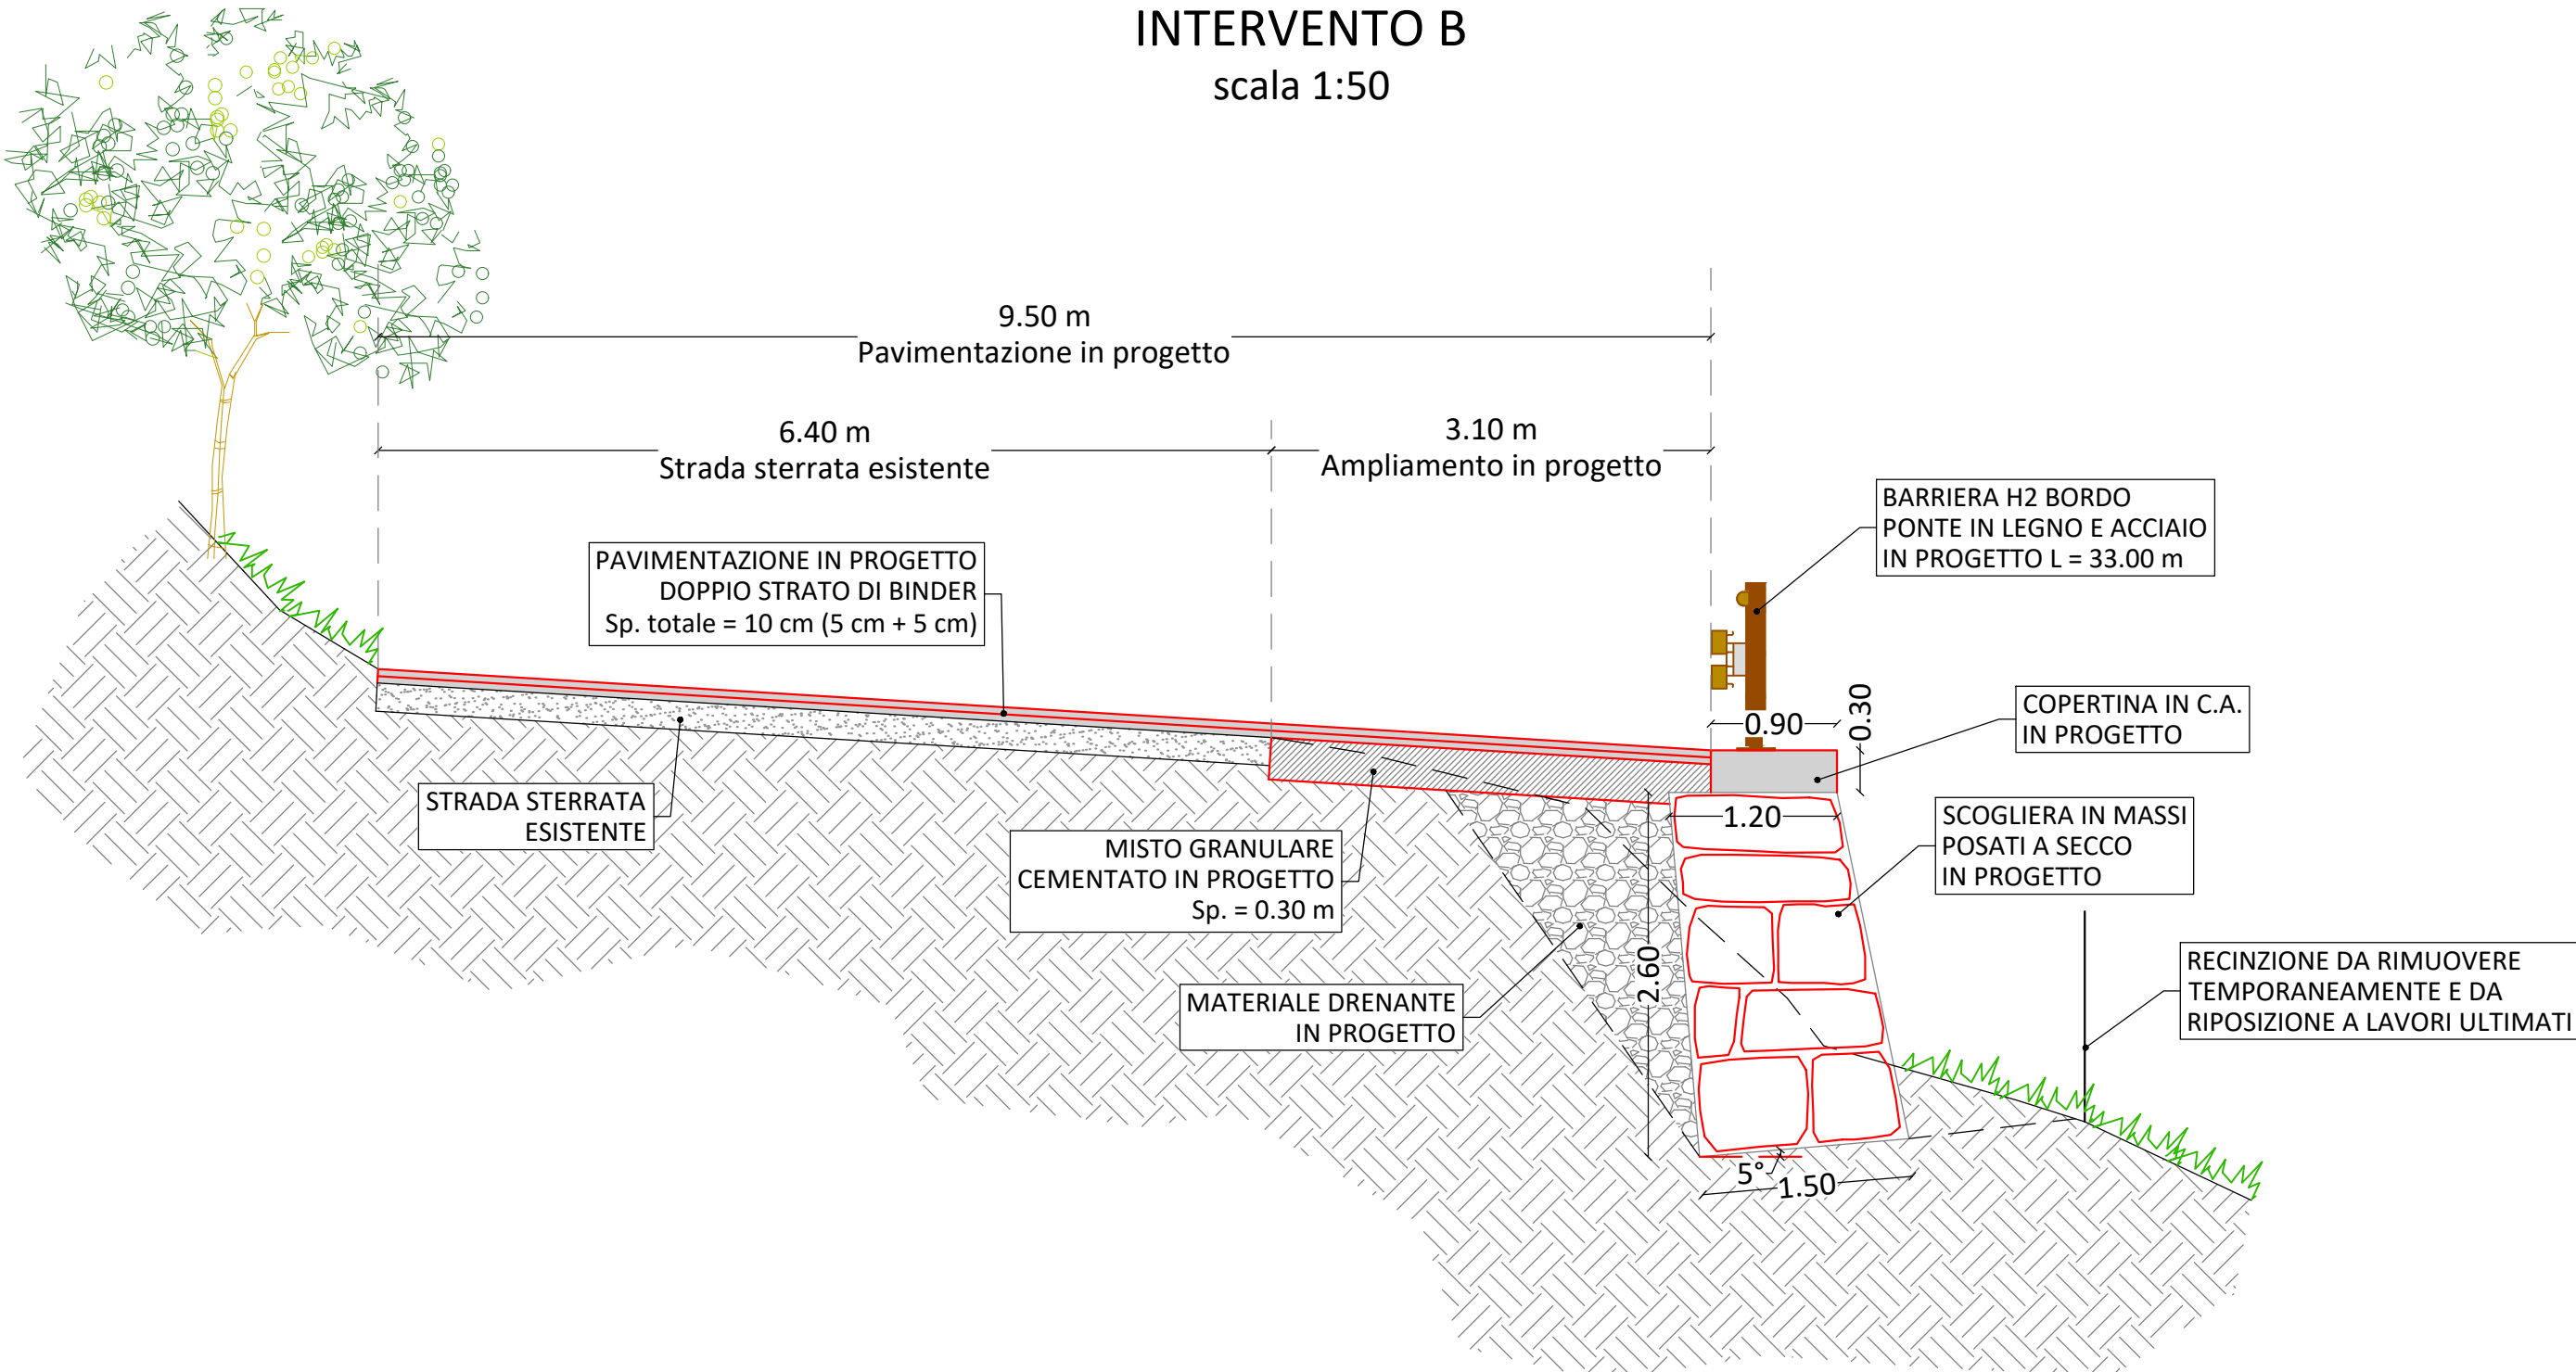 INTERVENTO B
scala 1:50
9.50 m
Pavimentazione in progetto
6.40 m
Strada sterrata esistente
3.10 m
Ampliamento in progetto
BARRIERA H2 BORDO
PONTE IN LEGNO E ACCIAIO
IN PROGETTO L = 33.00 m
PAVIMENTAZIONE IN PROGETTO
DOPPIO STRATO DI BINDER
Sp. totale = 10 cm (5 cm + 5 cm)
0.90
0.30
COPERTINA IN C.A.
IN PROGETTO
STRADA STERRATA
ESISTENTE
1.20
SCOGLIERA IN MASSI
POSATI A SECCO
IN PROGETTO
MISTO GRANULARE
CEMENTATO IN PROGETTO
Sp. = 0.30 m
2.60
RECINZIONE DA RIMUOVERE
TEMPORANEAMENTE E DA
RIPOSIZIONE A LAVORI ULTIMATI
MATERIALE DRENANTE
IN PROGETTO
5°
1.50